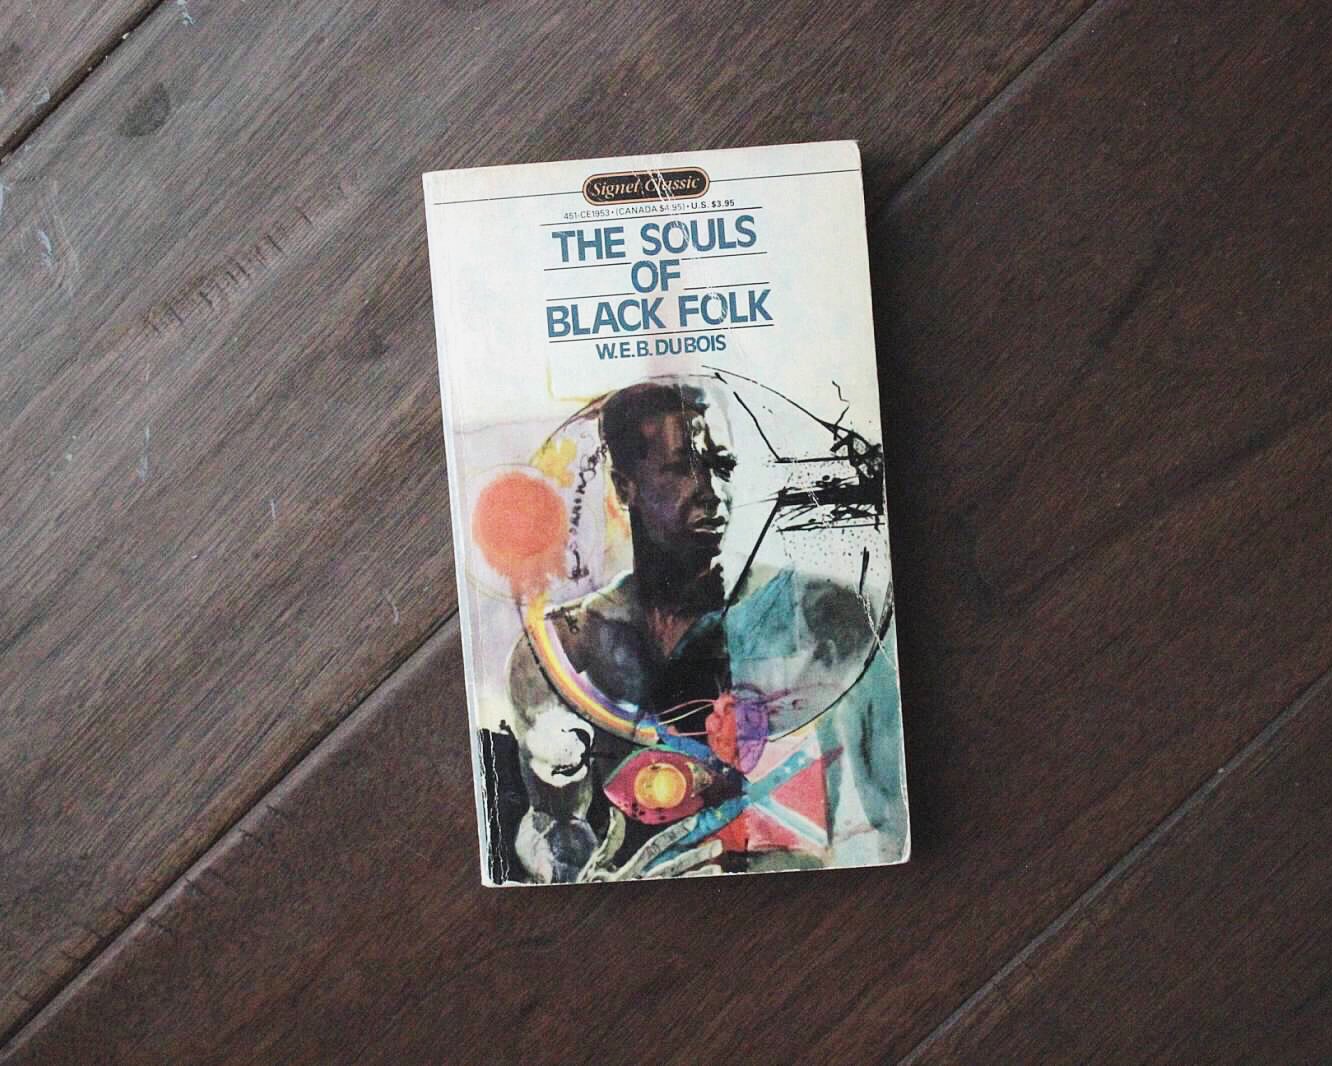 Signet Classic
451-CE1953 • (CANADA $4.95) • U.S. $3.95
THE SOULS
OF
BLACK FOLK
W.E.B. DU BOIS